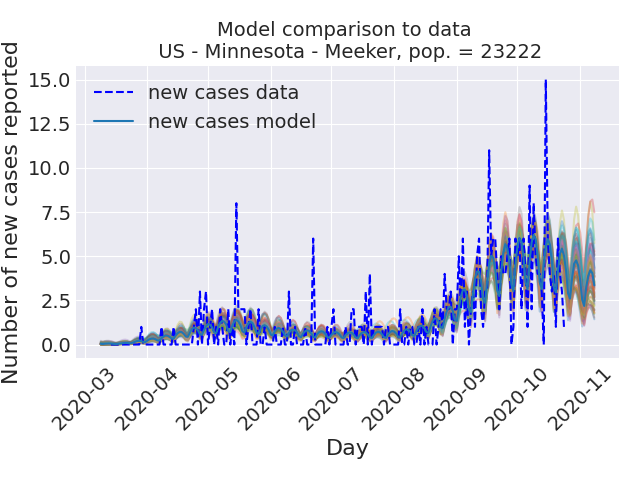 Model comparison to data
US - Minnesota - Meeker, pop. = 23222
Number of new cases reported
15.0
12.5
10.0
7.5
5.0
2.5
0.0
new cases data
new cases model
2020-03
2020-04
2020-05
2020-06
2020-07
2020-08
2020-09
2020-10
2020-11
Day